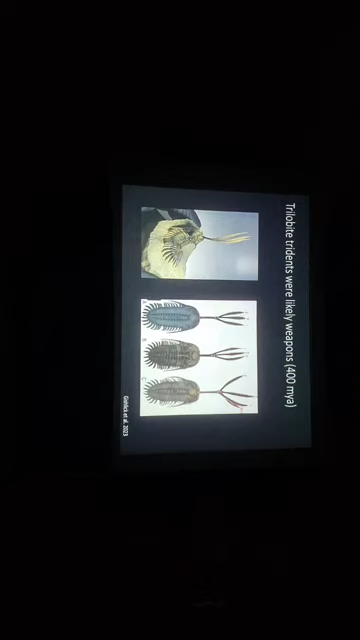 Trilobite tridents were likely weapons (400 mya)
A
B
C
Gishlick et al. 2023